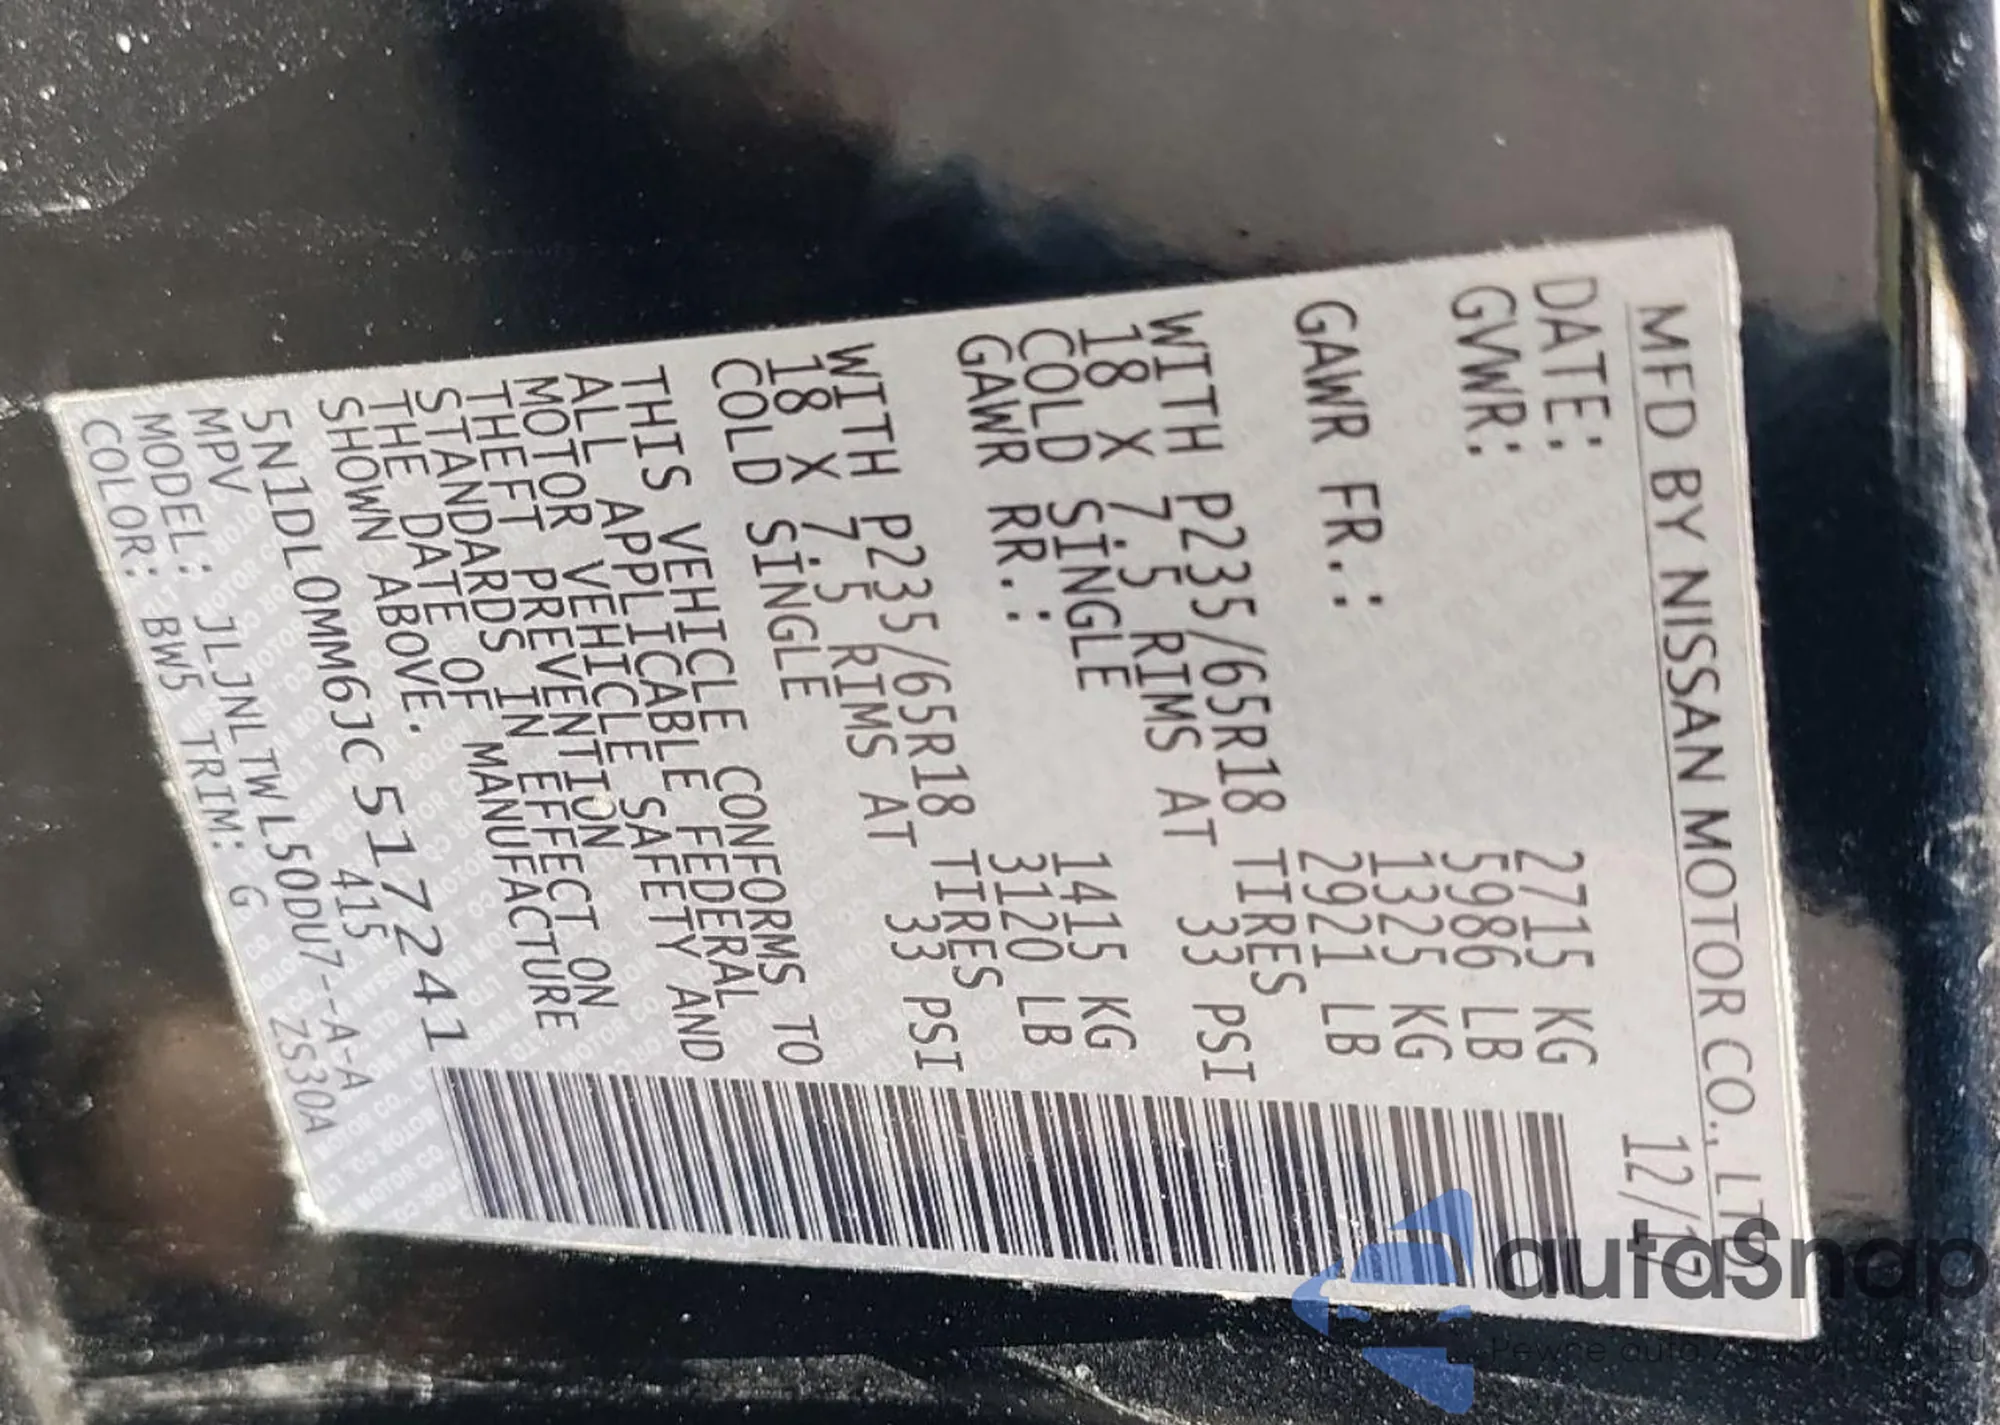 MFD BY NISSAN MOTOR CO., LTD.
DATE: 12/17
GVWR: 2715 KG
5986 LB
GAWR FR.: 1325 KG
2921 LB
WITH P235/65R18 TIRES
18 X 7.5 RIMS AT 33 PSI
COLD SINGLE
GAWR RR.: 1415 KG
3120 LB
WITH P235/65R18 TIRES
18 X 7.5 RIMS AT 33 PSI
COLD SINGLE
THIS VEHICLE CONFORMS TO
ALL APPLICABLE FEDERAL
MOTOR VEHICLE SAFETY AND
THEFT PREVENTION
STANDARDS IN EFFECT ON
THE DATE OF MANUFACTURE
SHOWN ABOVE.
5N1DL0MM6JC517241
MPV 415
MODEL: JLJNLTWL50DU7--A-A
COLOR: BW5 TRIM: G ZS30A
autosnap